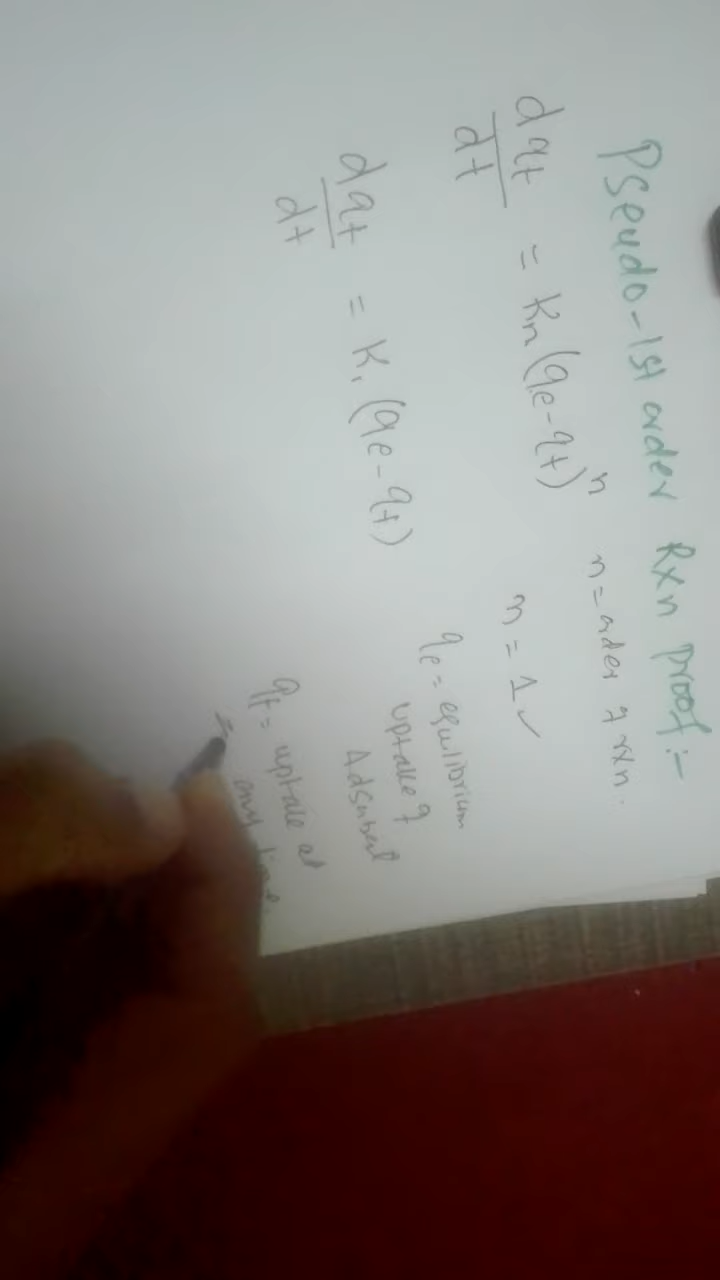 Pseudo-1st order Rxn proof:-
dqt/dt = Kn(qe-qt)^n n = order of rxn.
n = 1 ✓
dqt/dt = K1 (qe-qt)
qe = equilibrium
uptake of
Adsorbent
qt = uptake at
any time.
=